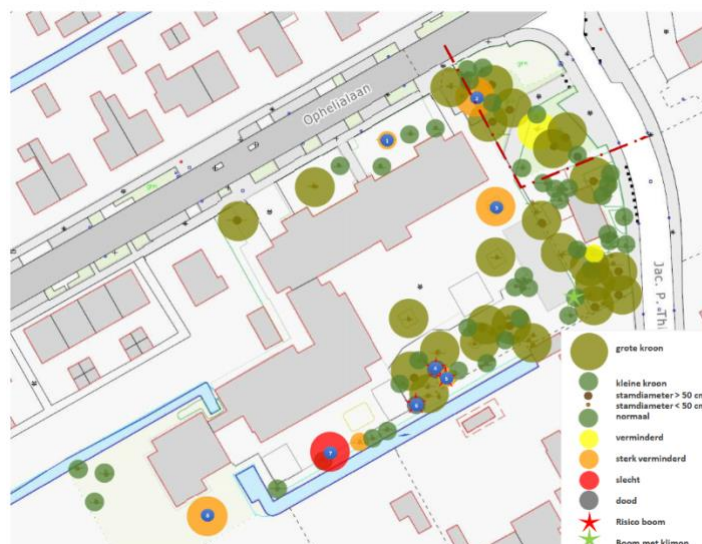 Ophelialaan
Jac. P. Thi
grote kroon
kleine kroon
stamdiameter > 50 cm
stamdiameter < 50 cm
normaal
verminderd
sterk verminderd
slecht
dood
Risico boom
Boom met klimop